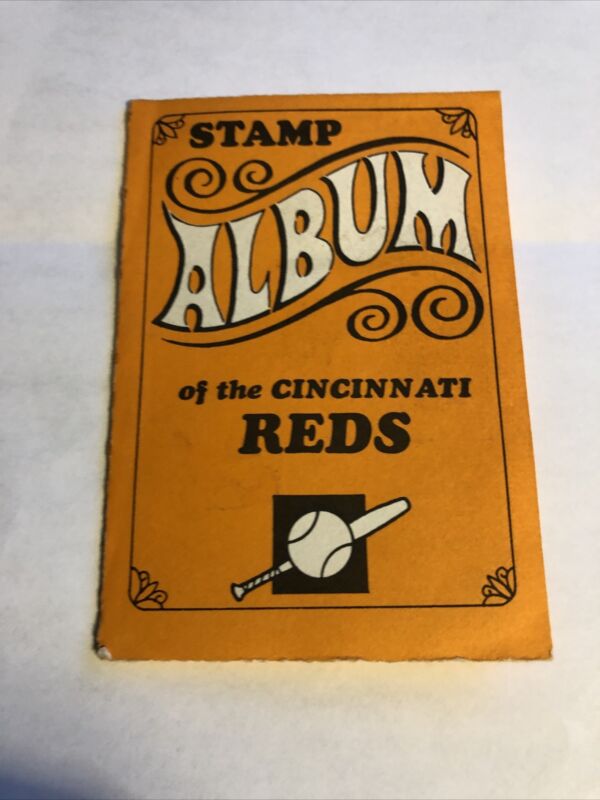 STAMP
ALBUM
of the CINCINNATI
REDS